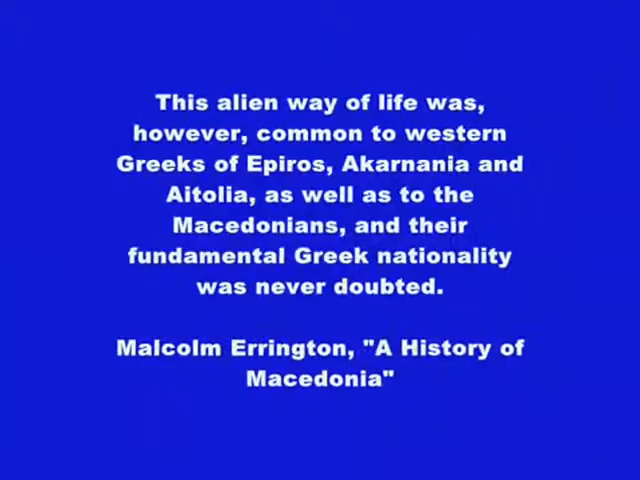 This alien way of life was,
however, common to western
Greeks of Epiros, Akarnania and
Aitolia, as well as to the
Macedonians, and their
fundamental Greek nationality
was never doubted.
Malcolm Errington, "A History of
Macedonia"